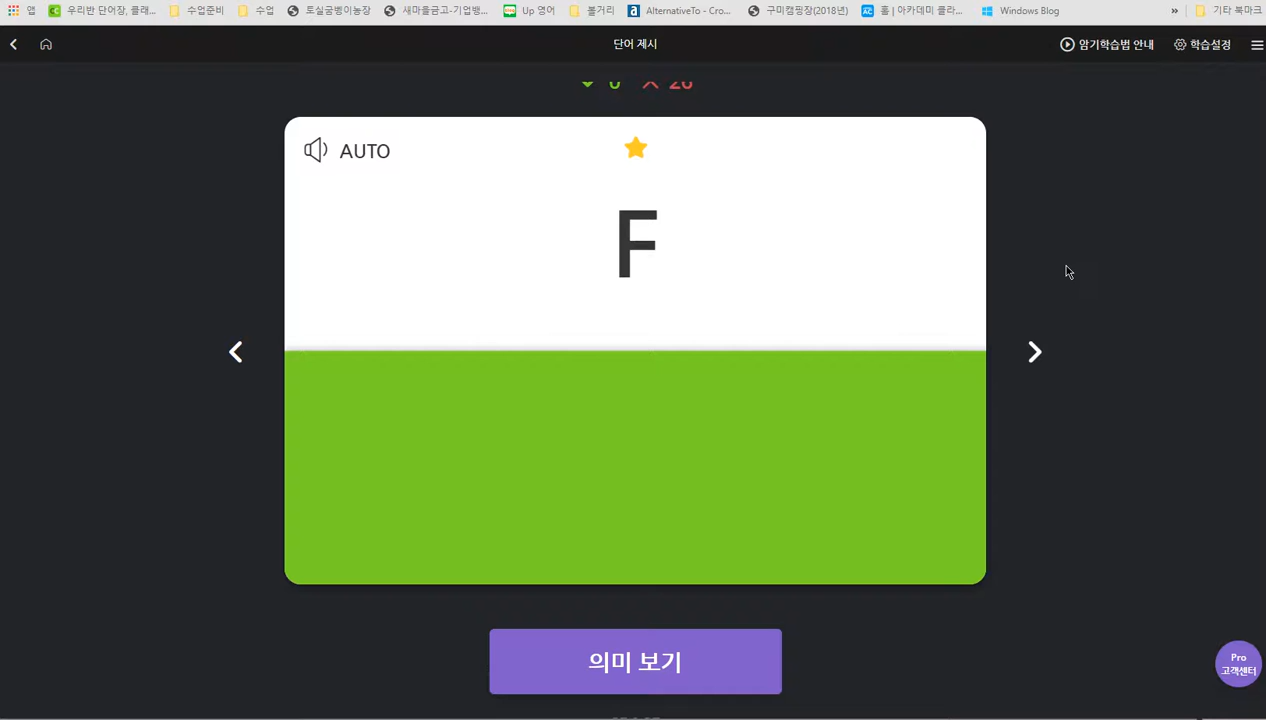 앱 우리반 단어장, 클래... 수업준비 수업 토실굼벵이농장 새마을금고-기업뱅... Up 영어 볼거리 AlternativeTo - Cro... 구미캠핑장(2018년) 홈 | 아카데미 클라... Windows Blog » 기타 북마크
단어 제시 암기학습법 안내 학습설정
AUTO
F
의미 보기
Pro
고객센터